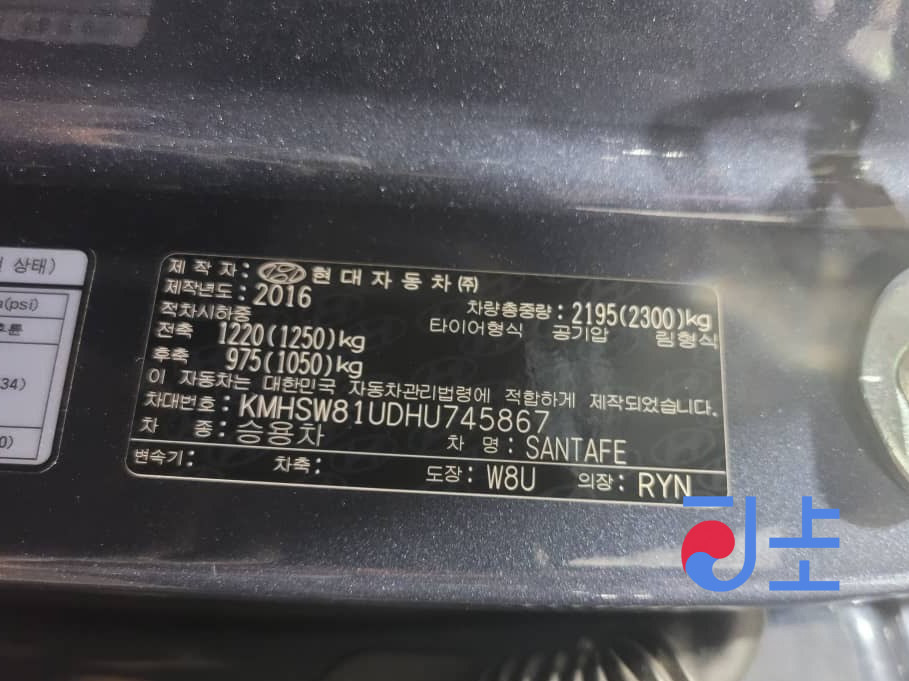 상태)
(psi)
34)
0)
제 작 자: 현 대 자 동 차 ㈜
제작년도: 2016
차량총중량: 2195(2300)kg
적차시하중
타이어형식 공기압 림형식
전축 1220(1250)kg
후축 975(1050)kg
이 자동차는 대한민국 자동차관리법령에 적합하게 제작되었습니다.
차대번호: KMHSW81UDHU745867
차 종: 승용차 차 명: SANTAFE
변속기: 차축: 도장: W8U 의장: RYN